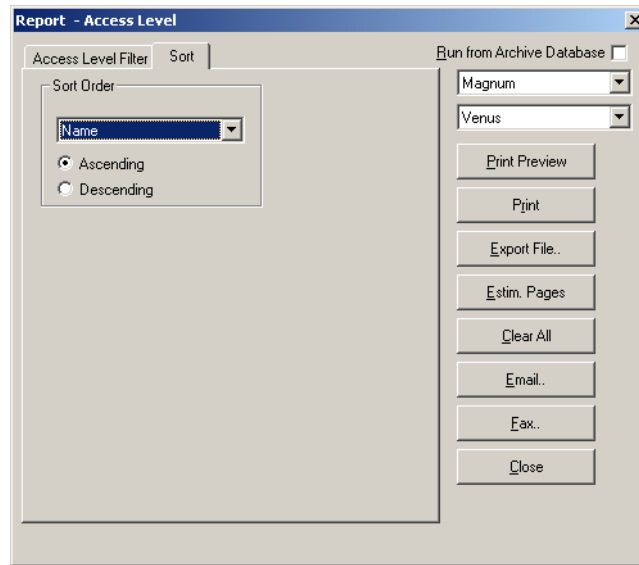 Report - Access Level
Access Level Filter
Sort
Run from Archive Database
Sort Order
Magnum
Venus
Name
Ascending
Descending
Print Preview
Print
Export File..
Estim. Pages
Clear All
Email..
Fax..
Close